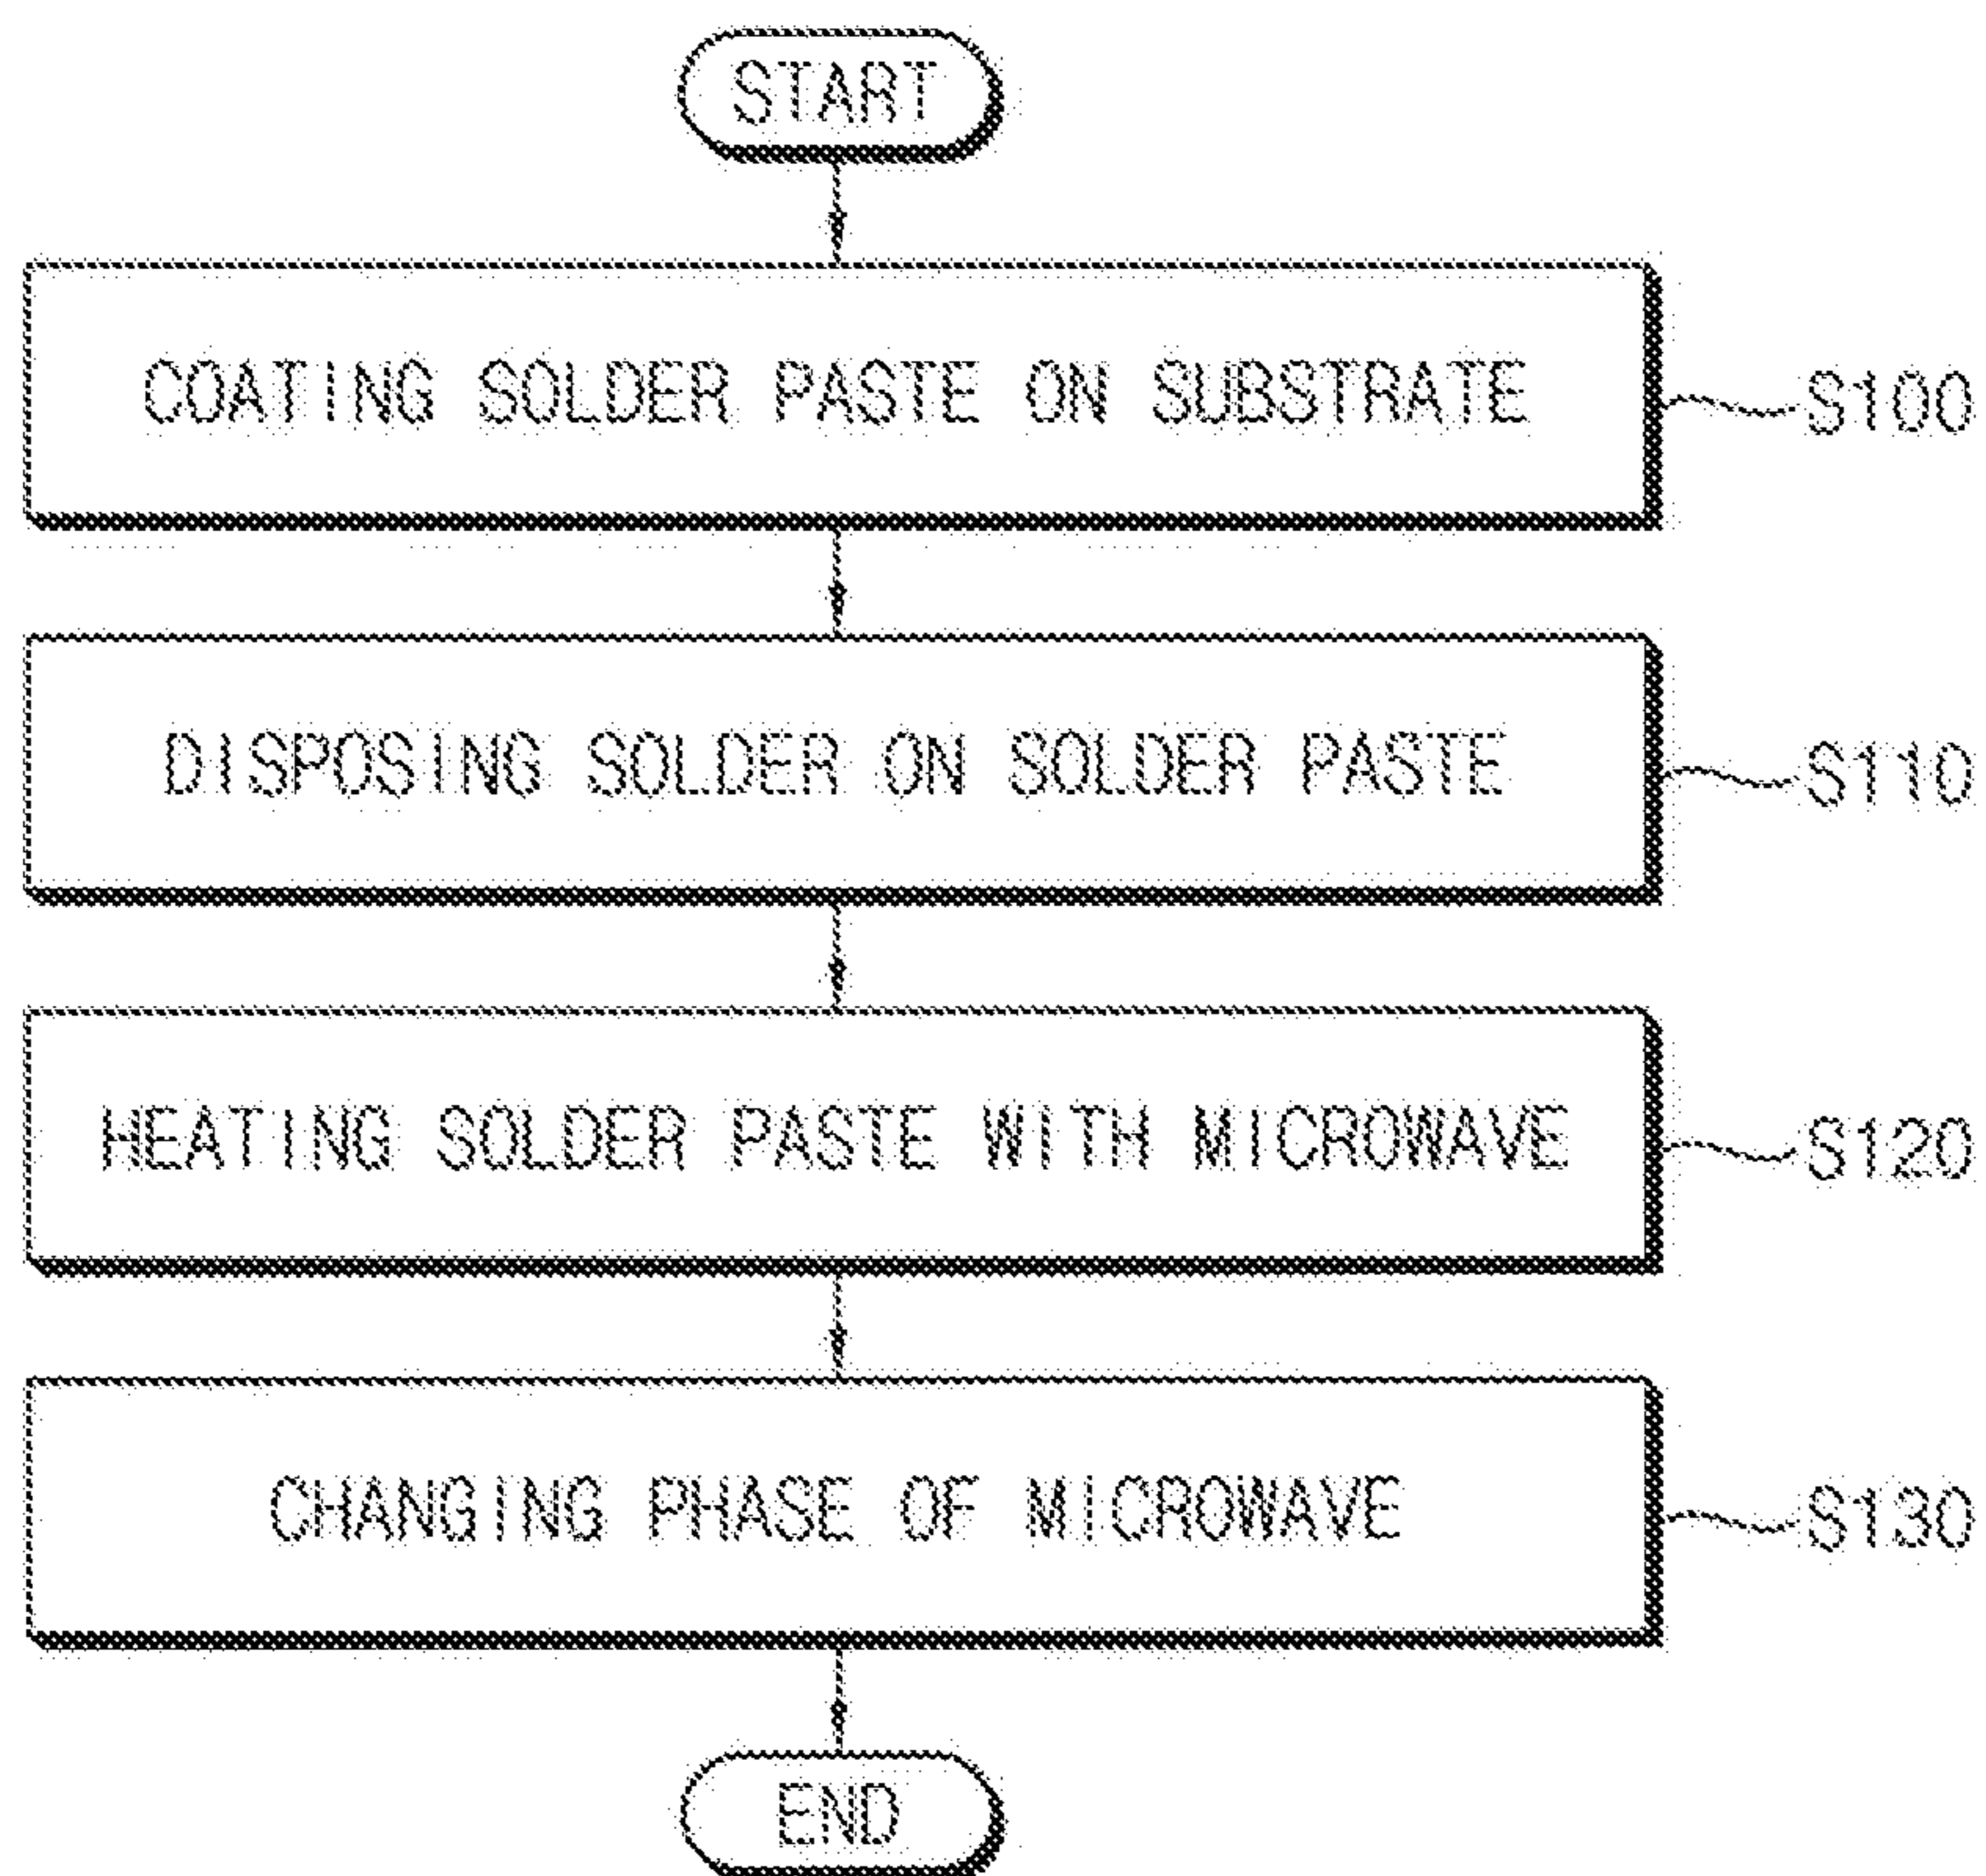 START
COATING SOLDER PASTE ON SUBSTRATE
S100
DISPOSING SOLDER ON SOLDER PASTE
S110
HEATING SOLDER PASTE WITH MICROWAVE
S120
CHANGING PHASE OF MICROWAVE
S130
END